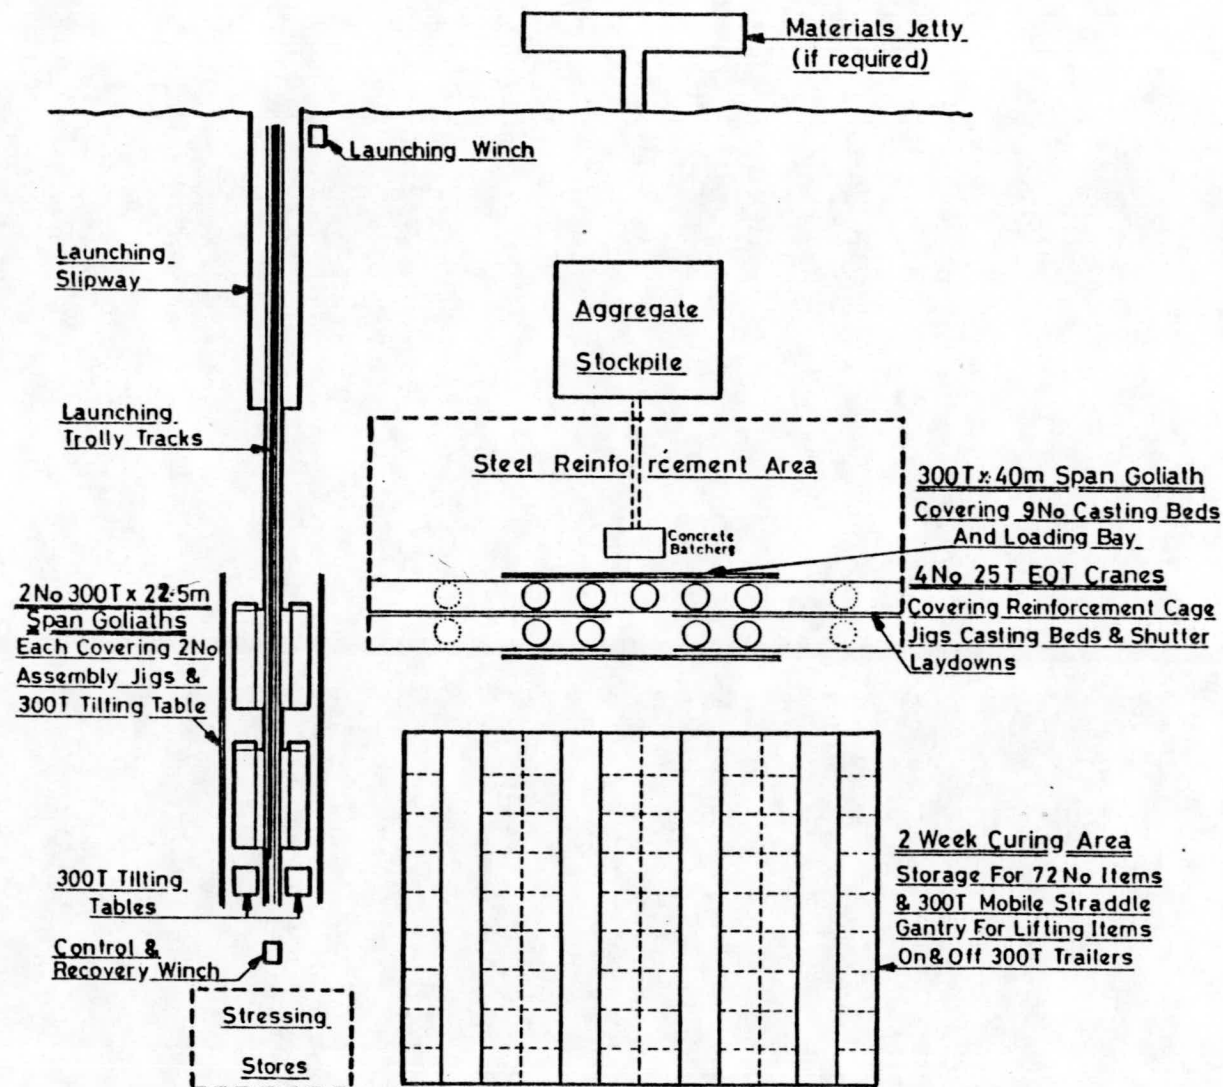 Materials Jetty
(if required)
Launching Winch
Launching
Slipway
Aggregate
Stockpile
Launching
Trolly Tracks
Steel Reinforcement Area
300T x 40m Span Goliath
Covering 9No Casting Beds
And Loading Bay
Concrete
Batchers
4No 25T EOT Cranes
Covering Reinforcement Cage
Jigs Casting Beds & Shutter
Laydowns
2No 300T x 22.5m
Span Goliaths
Each Covering 2No
Assembly Jigs &
300T Tilting Table
2 Week Curing Area
Storage For 72No Items
& 300T Mobile Straddle
Gantry For Lifting Items
On & Off 300T Trailers
300T Tilting
Tables
Control &
Recovery Winch
Stressing
Stores